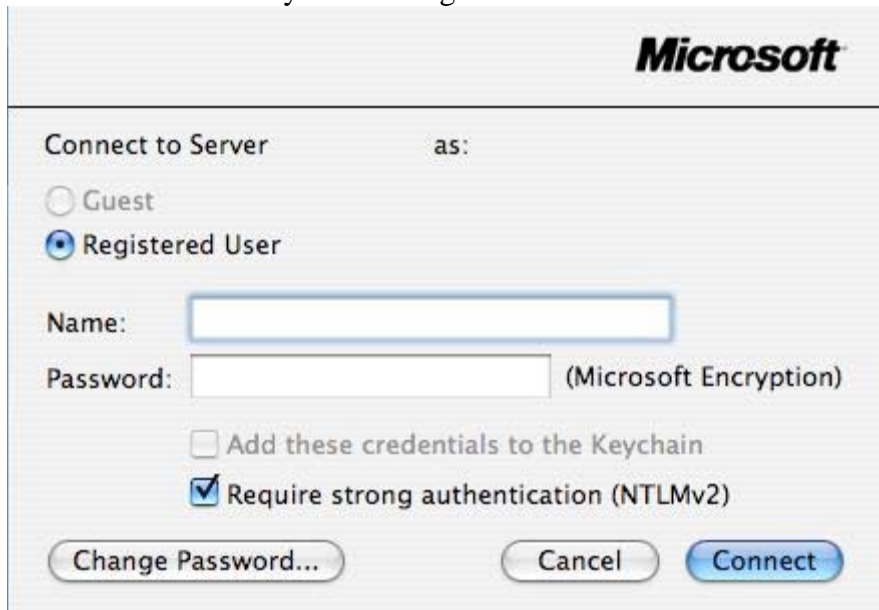 Microsoft
Connect to Server as:
Guest
Registered User
Name:
Password: (Microsoft Encryption)
Add these credentials to the Keychain
Require strong authentication (NTLMv2)
Change Password... Cancel Connect